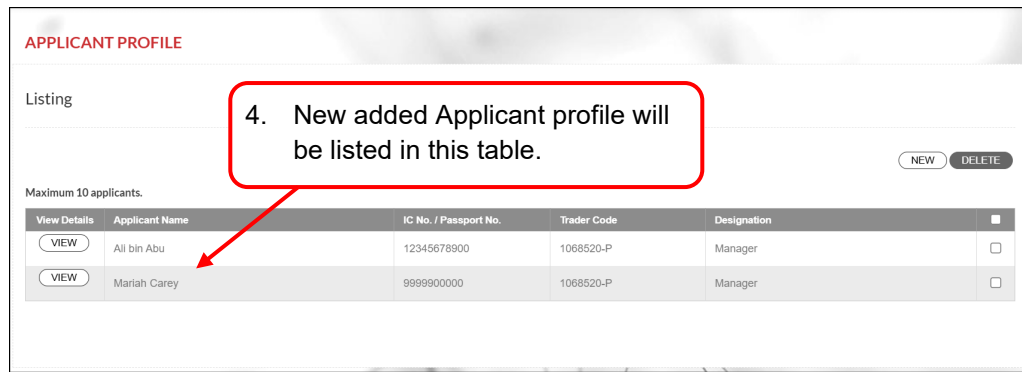 APPLICANT PROFILE
Listing
4. New added Applicant profile will
be listed in this table.
NEW DELETE
Maximum 10 applicants.
View Details Applicant Name IC No. / Passport No. Trader Code Designation
VIEW Ali bin Abu 12345678900 1068520-P Manager
VIEW Mariah Carey 9999900000 1068520-P Manager